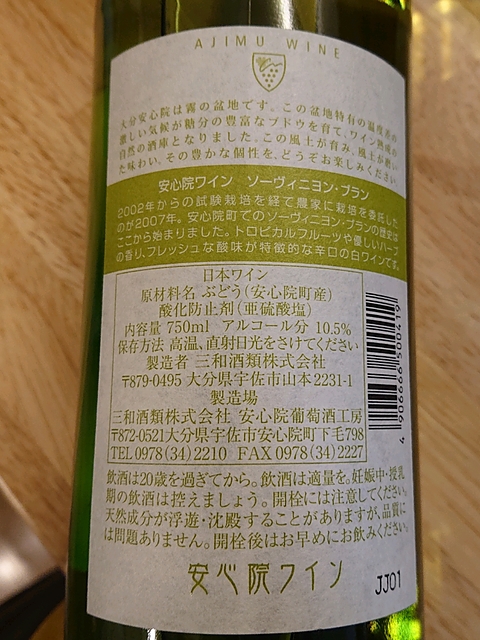 AJIMU WINE
大分安心院は霧の盆地です。この盆地特有の温度差の
激しい気候が糖分の豊富なブドウを育て、ワイン熟成の
自然の酒庫となりました。この風土が育み、風土が磨い
た味わい、その豊かな個性を、どうぞお楽しみください
安心院ワイン ソーヴィニヨン・ブラン
2002年からの試験栽培を経て農家に栽培を委託した
のが2007年。安心院町でのソーヴィニヨン・ブランの歴史は
ここから始まりました。トロピカルフルーツや優しいハーブ
の香り、フレッシュな酸味が特徴的な辛口の白ワインです。
日本ワイン
原材料名 ぶどう(安心院町産)
酸化防止剤(亜硫酸塩)
内容量 750ml アルコール分 10.5%
保存方法 高温、直射日光をさけてください
製造者 三和酒類株式会社
〒879-0495 大分県宇佐市山本2231-1
製造場
三和酒類株式会社 安心院葡萄酒工房
〒872-0521大分県宇佐市安心院町下毛798
TEL0978(34)2210 FAX0978(34)2227
4906666500419
飲酒は20歳を過ぎてから。飲酒は適量を。妊娠中・授乳
期の飲酒は控えましょう。開栓には注意してください。
天然成分が浮遊・沈殿することがありますが、品質に
は問題ありません。開栓後はお早めにお飲みください。
安心院ワイン
JJ01